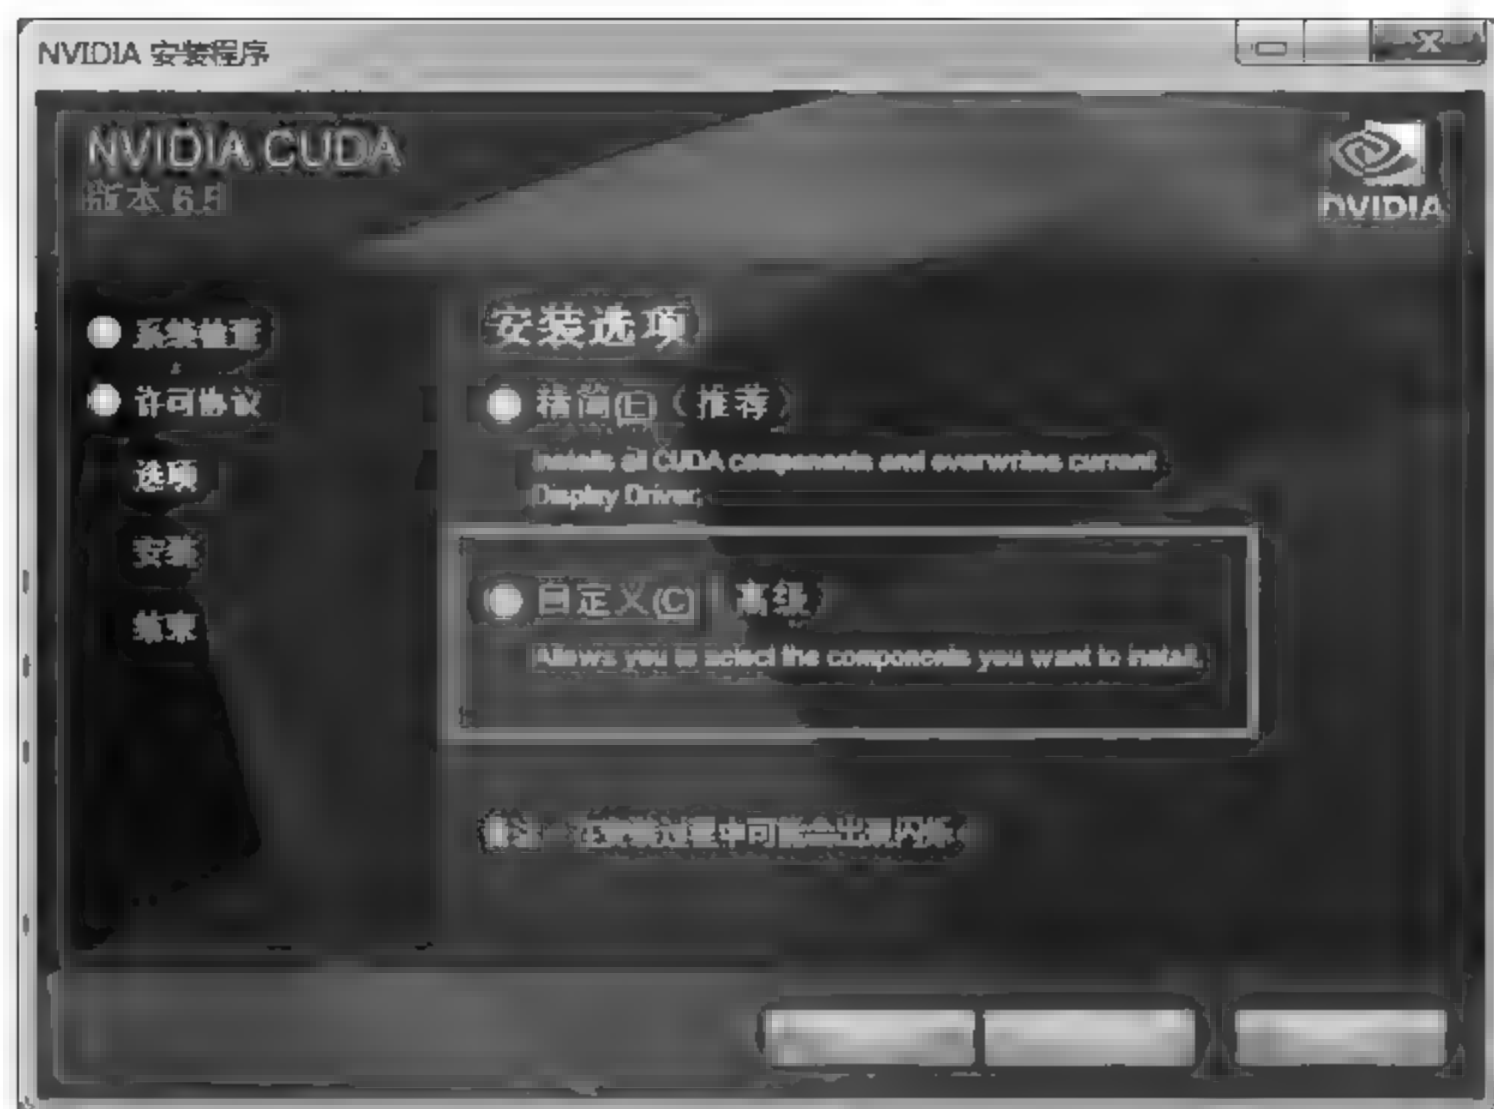 NVIDIA 安装程序
NVIDIA CUDA
版本 6.5
NVIDIA
系统检查
许可协议
选项
安装
结束
安装选项
精简(E)（推荐）
Installs all CUDA components and overwrites current
Display Driver.
自定义(C) 高级
Allows you to select the components you want to install.
在安装过程中可能会出现闪烁